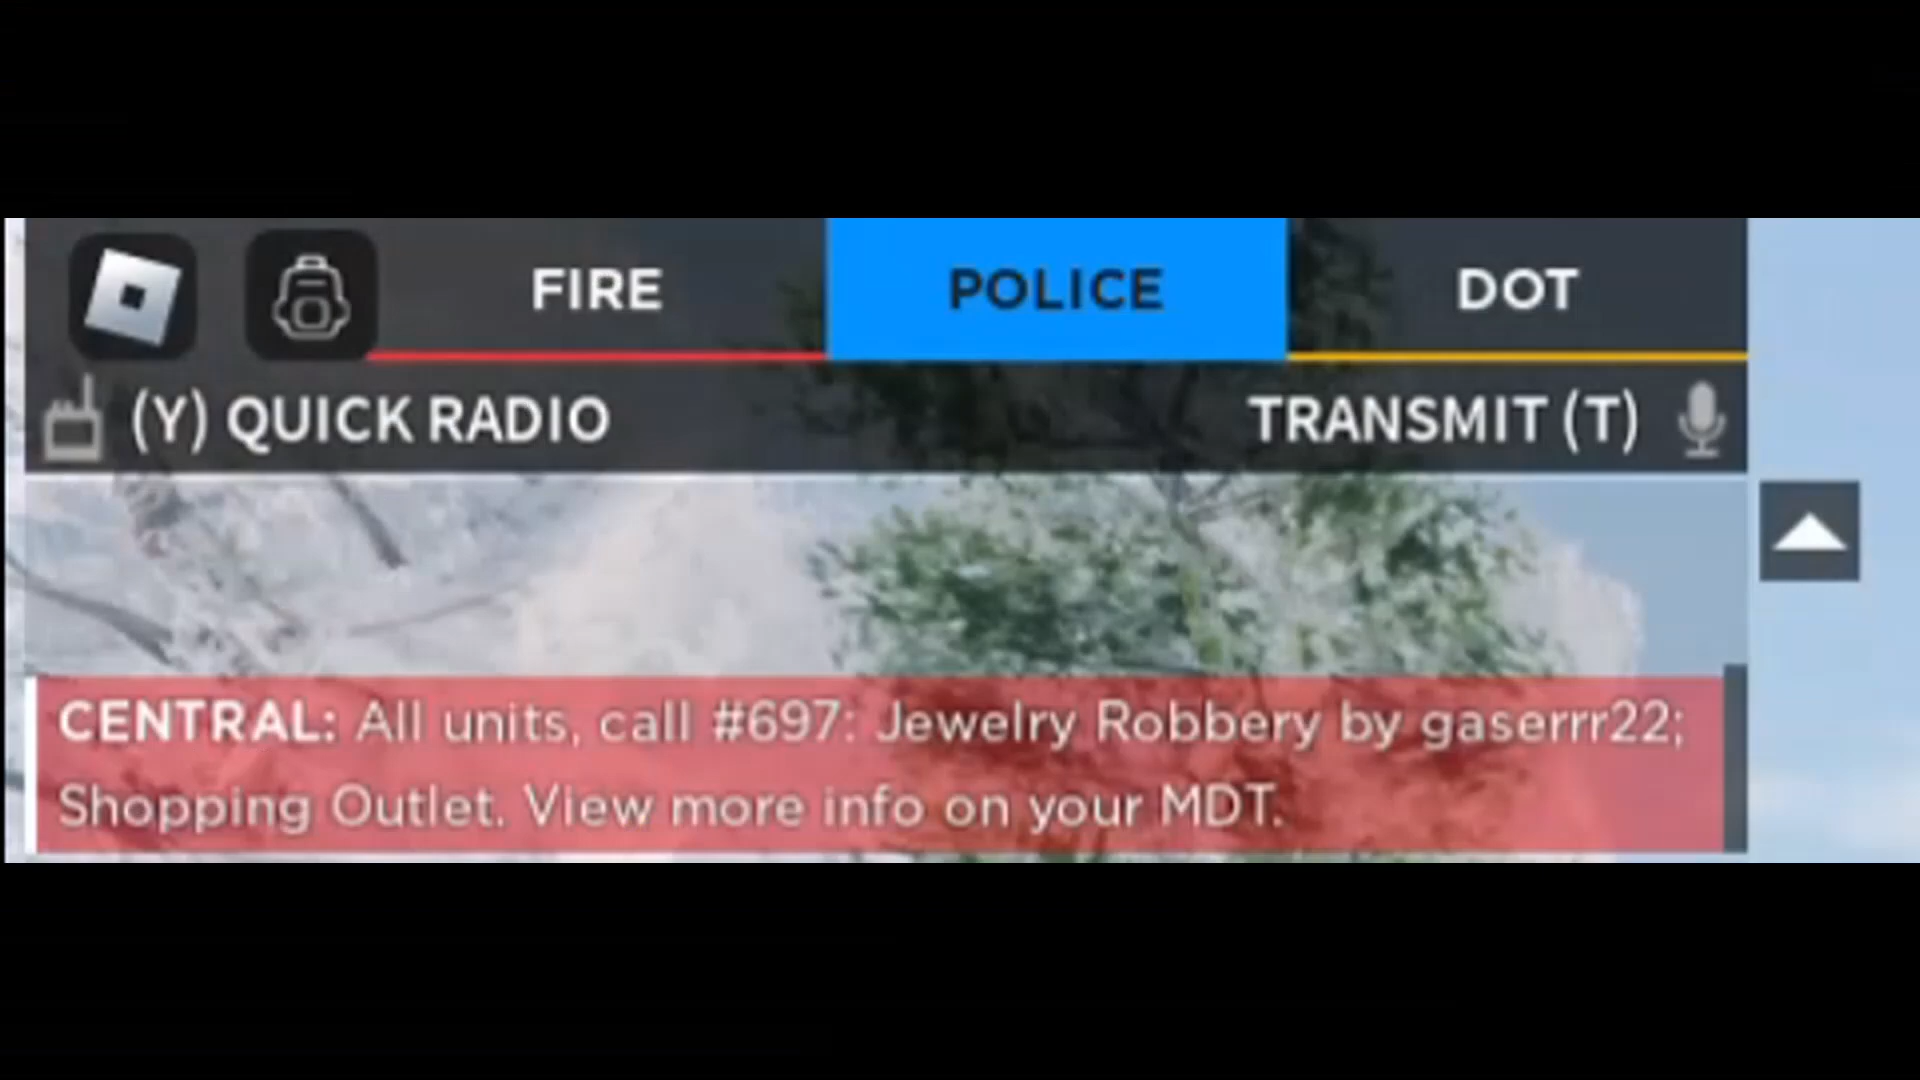 FIRE POLICE DOT
(Y) QUICK RADIO TRANSMIT (T)
CENTRAL: All units, call #697: Jewelry Robbery by gaserrr22;
Shopping Outlet. View more info on your MDT.